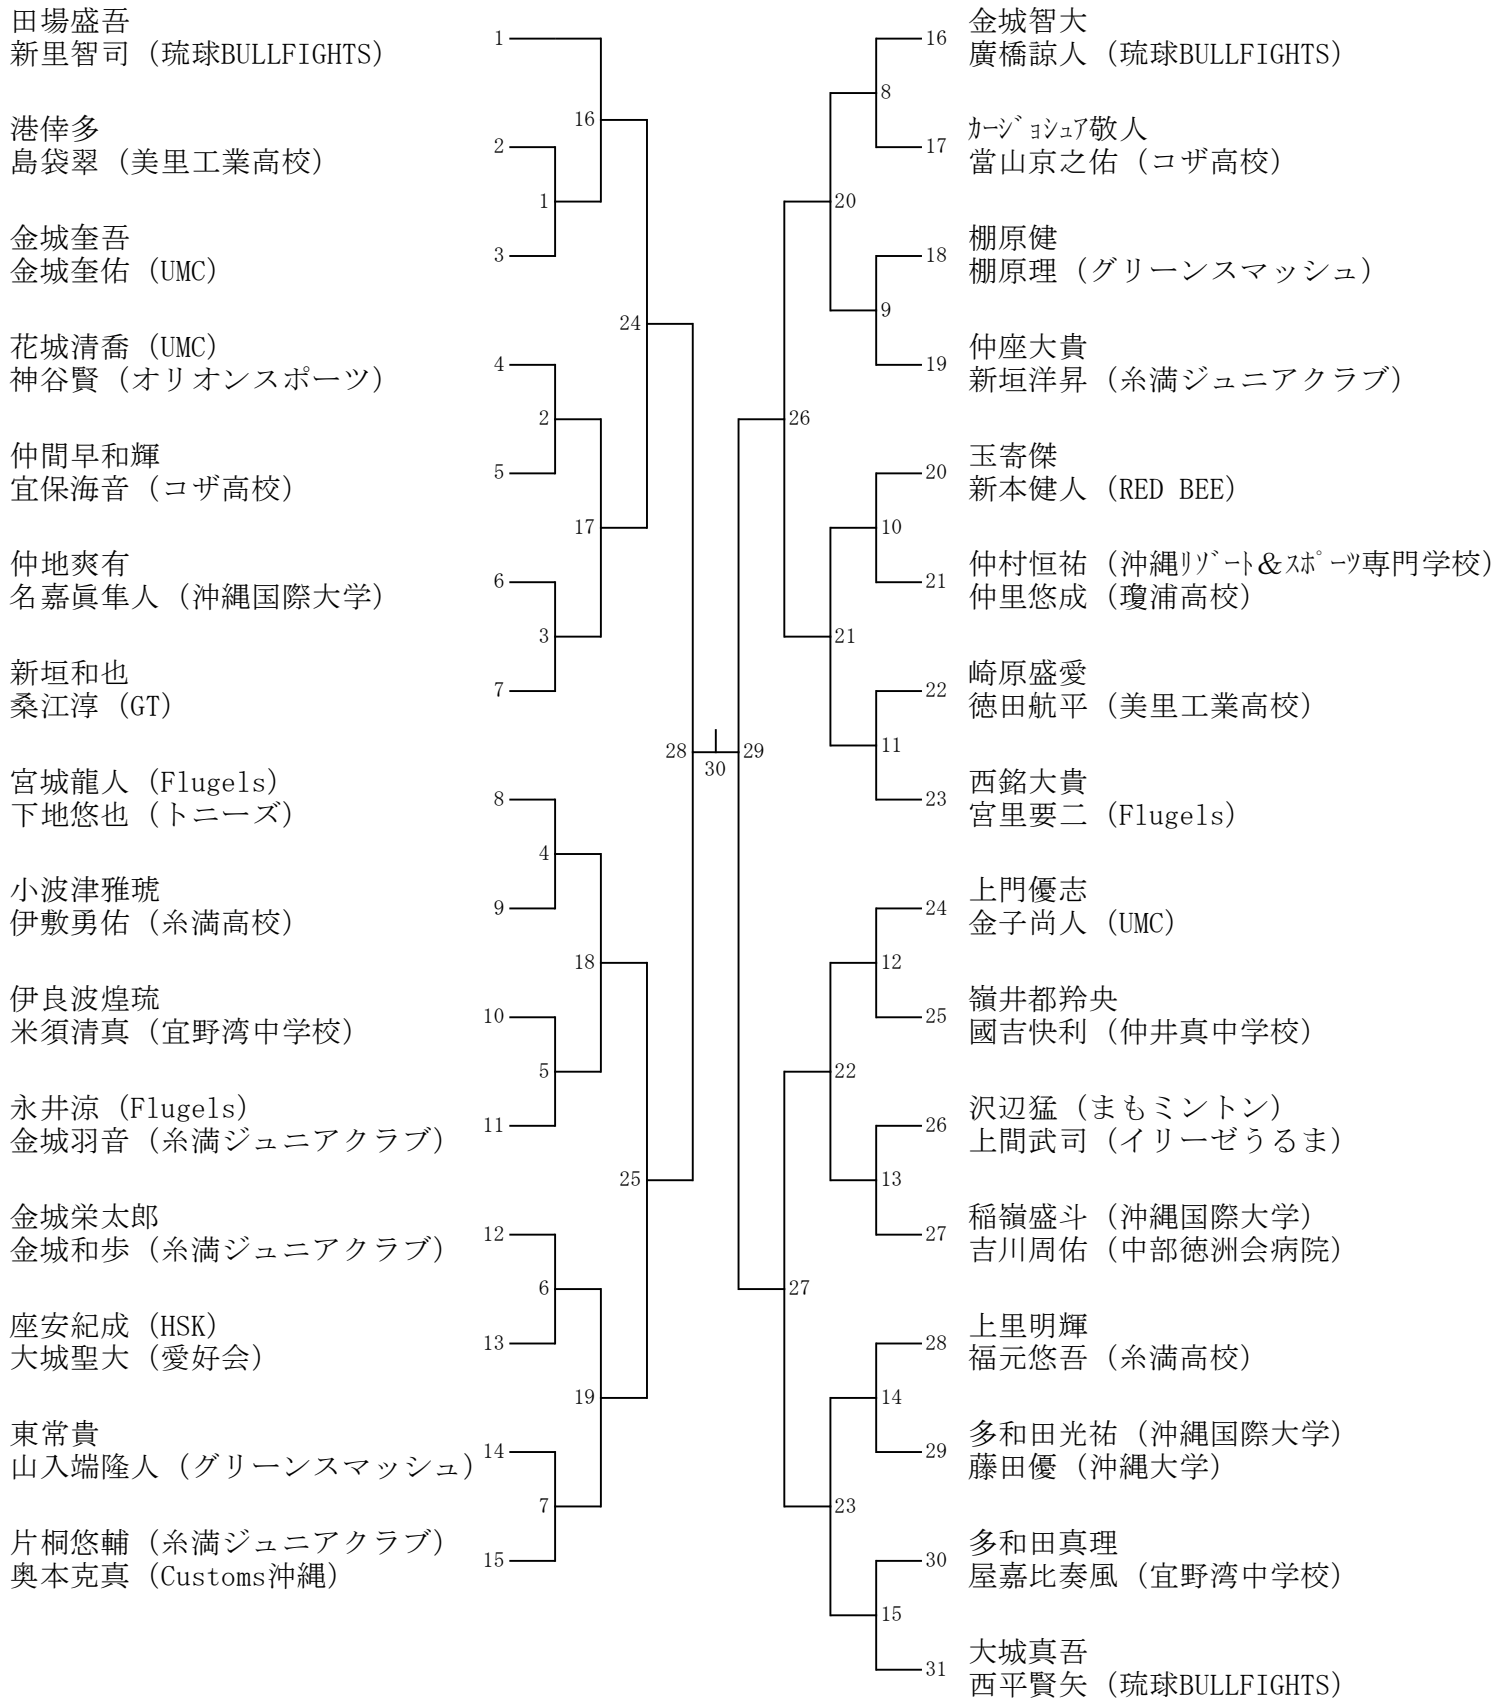 田場盛吾
新里智司（琉球BULLFIGHTS）
1
港倖多
島袋翠（美里工業高校）
2
金城奎吾
金城奎佑（UMC）
3
花城清喬（UMC）
神谷賢（オリオンスポーツ）
4
仲間早和輝
宜保海音（コザ高校）
5
仲地爽有
名嘉眞隼人（沖縄国際大学）
6
新垣和也
桑江淳（GT）
7
宮城龍人（Flugels）
下地悠也（トニーズ）
8
小波津雅琥
伊敷勇佑（糸満高校）
9
伊良波煌琉
米須清真（宜野湾中学校）
10
永井涼（Flugels）
金城羽音（糸満ジュニアクラブ）
11
金城栄太郎
金城和歩（糸満ジュニアクラブ）
12
座安紀成（HSK）
大城聖大（愛好会）
13
東常貴
山入端隆人（グリーンスマッシュ）
14
片桐悠輔（糸満ジュニアクラブ）
奥本克真（Customs沖縄）
15
1
2
3
4
5
6
7
16
17
18
19
24
25
28
30
29
26
27
20
21
22
23
8
9
10
11
12
13
14
15
16
金城智大
廣橋諒人（琉球BULLFIGHTS）
17
ｶｰｼﾞｮｼｭｱ敬人
當山京之佑（コザ高校）
18
棚原健
棚原理（グリーンスマッシュ）
19
仲座大貴
新垣洋昇（糸満ジュニアクラブ）
20
玉寄傑
新本健人（RED BEE）
21
仲村恒祐（沖縄ﾘｿﾞｰﾄ&ｽﾎﾟｰﾂ専門学校）
仲里悠成（瓊浦高校）
22
崎原盛愛
徳田航平（美里工業高校）
23
西銘大貴
宮里要二（Flugels）
24
上門優志
金子尚人（UMC）
25
嶺井都羚央
國吉快利（仲井真中学校）
26
沢辺猛（まもミントン）
上間武司（イリーゼうるま）
27
稲嶺盛斗（沖縄国際大学）
吉川周佑（中部徳洲会病院）
28
上里明輝
福元悠吾（糸満高校）
29
多和田光祐（沖縄国際大学）
藤田優（沖縄大学）
30
多和田真理
屋嘉比奏風（宜野湾中学校）
31
大城真吾
西平賢矢（琉球BULLFIGHTS）